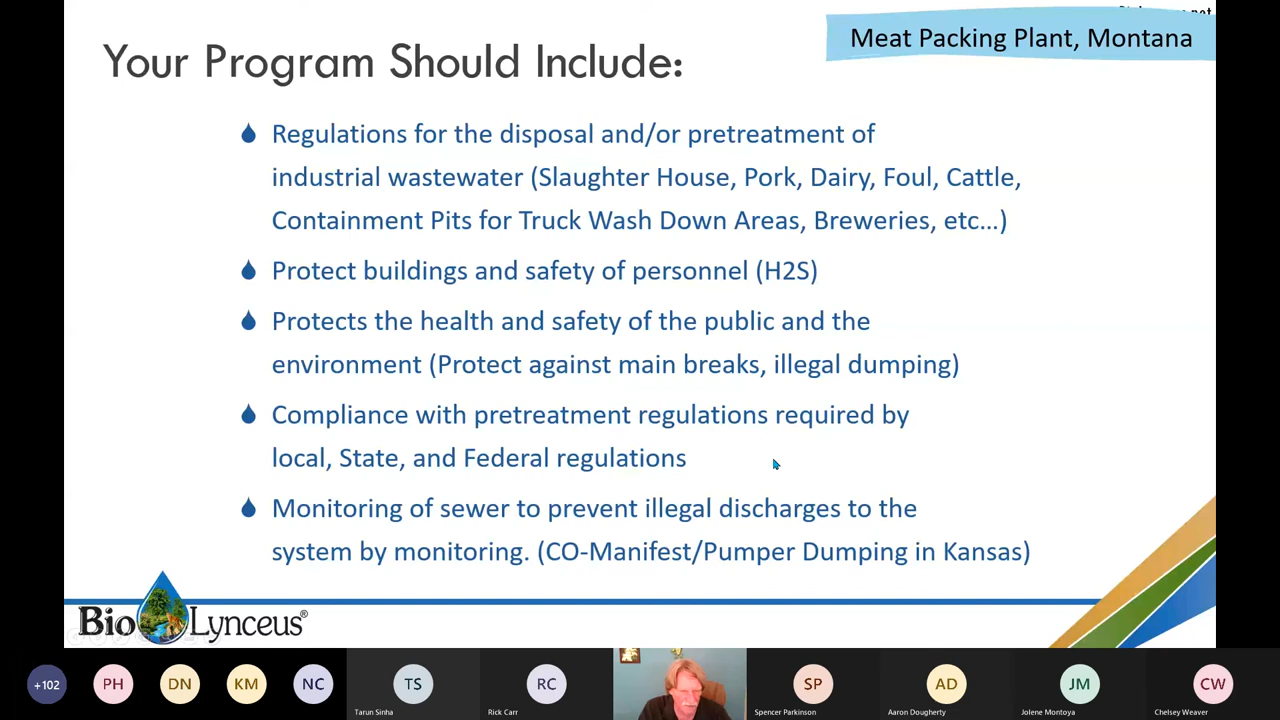 Meat Packing Plant, Montana
Your Program Should Include:
Regulations for the disposal and/or pretreatment of
industrial wastewater (Slaughter House, Pork, Dairy, Foul, Cattle,
Containment Pits for Truck Wash Down Areas, Breweries, etc…)
Protect buildings and safety of personnel (H2S)
Protects the health and safety of the public and the
environment (Protect against main breaks, illegal dumping)
Compliance with pretreatment regulations required by
local, State, and Federal regulations
Monitoring of sewer to prevent illegal discharges to the
system by monitoring. (CO-Manifest/Pumper Dumping in Kansas)
Bio Lynceus®
+102 PH DN KM NC TS RC SP AD JM CW
Tarun Sinha Rick Carr Spencer Parkinson Aaron Dougherty Jolene Montoya Chelsey Weaver